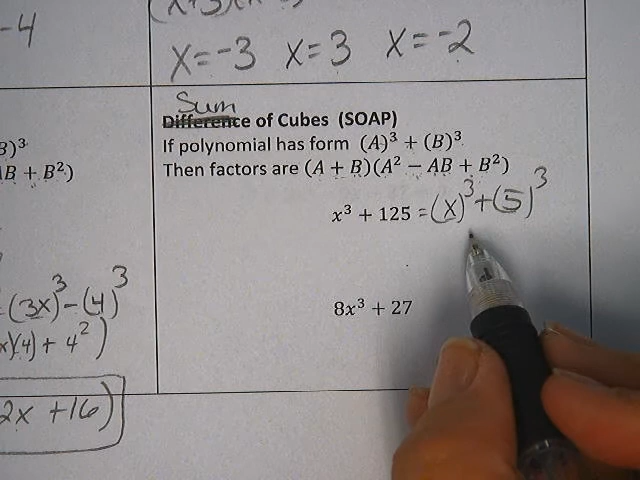 -4
x=-3 x=3 x=-2
Sum
Difference of Cubes (SOAP)
If polynomial has form (A)³ + (B)³.
Then factors are (A + B)(A² − AB + B²)
x³ + 125 = (x)³+(5)³
8x³ + 27
B)³
AB + B²)
(3x)³-(4)³
x)(4) + 4²)
2x +16)